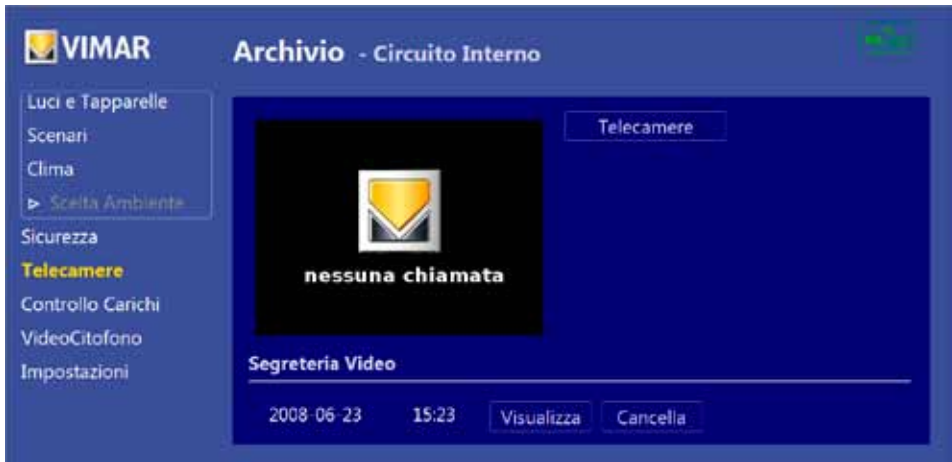 VIMAR
Archivio - Circuito Interno
Luci e Tapparelle
Scenari
Clima
Scelta Ambiente
Sicurezza
Telecamere
Controllo Carichi
VideoCitofono
Impostazioni
Telecamere
nessuna chiamata
Segreteria Video
2008-06-23 15:23 Visualizza Cancella